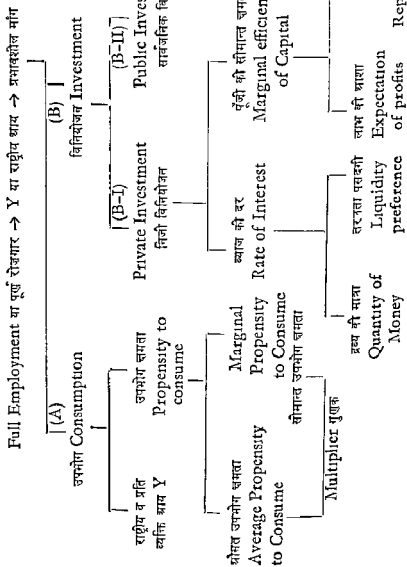 Full Employment या पूर्ण रोजगार → Y या राष्ट्रीय आय → प्रभावशील माँग
(A)
उपभोग Consumption
(B)
विनियोजन Investment
राष्ट्रीय व प्रति
व्यक्ति आय Y
उपभोग क्षमता
Propensity to
consume
(B-I)
Private Investment
निजी विनियोजन
(B-II)
Public Inves
सार्वजनिक वि
औसत उपभोग क्षमता
Average Propensity
to Consume
Marginal
Propensity
to Consume
सीमान्त उपभोग क्षमता
Multiplier गुणक
ब्याज की दर
Rate of Interest
पूँजी की सीमान्त क्षम
Marginal efficien
of Capital
द्रव्य की मात्रा
Quantity of
Money
तरलता पसंदगी
Liquidity
preference
लाभ की आशा
Expectation
of profits
Rep